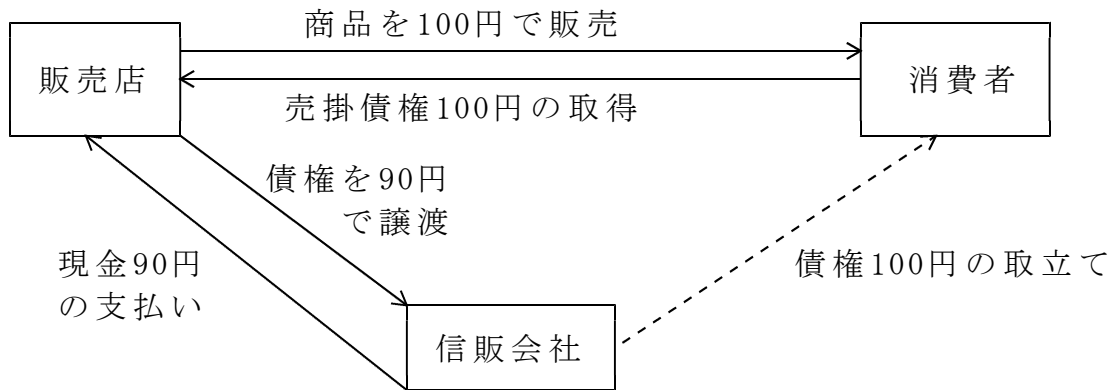 商品を100円で販売
販売店
消費者
売掛債権100円の取得
債権を90円
で譲渡
現金90円
の支払い
債権100円の取立て
信販会社